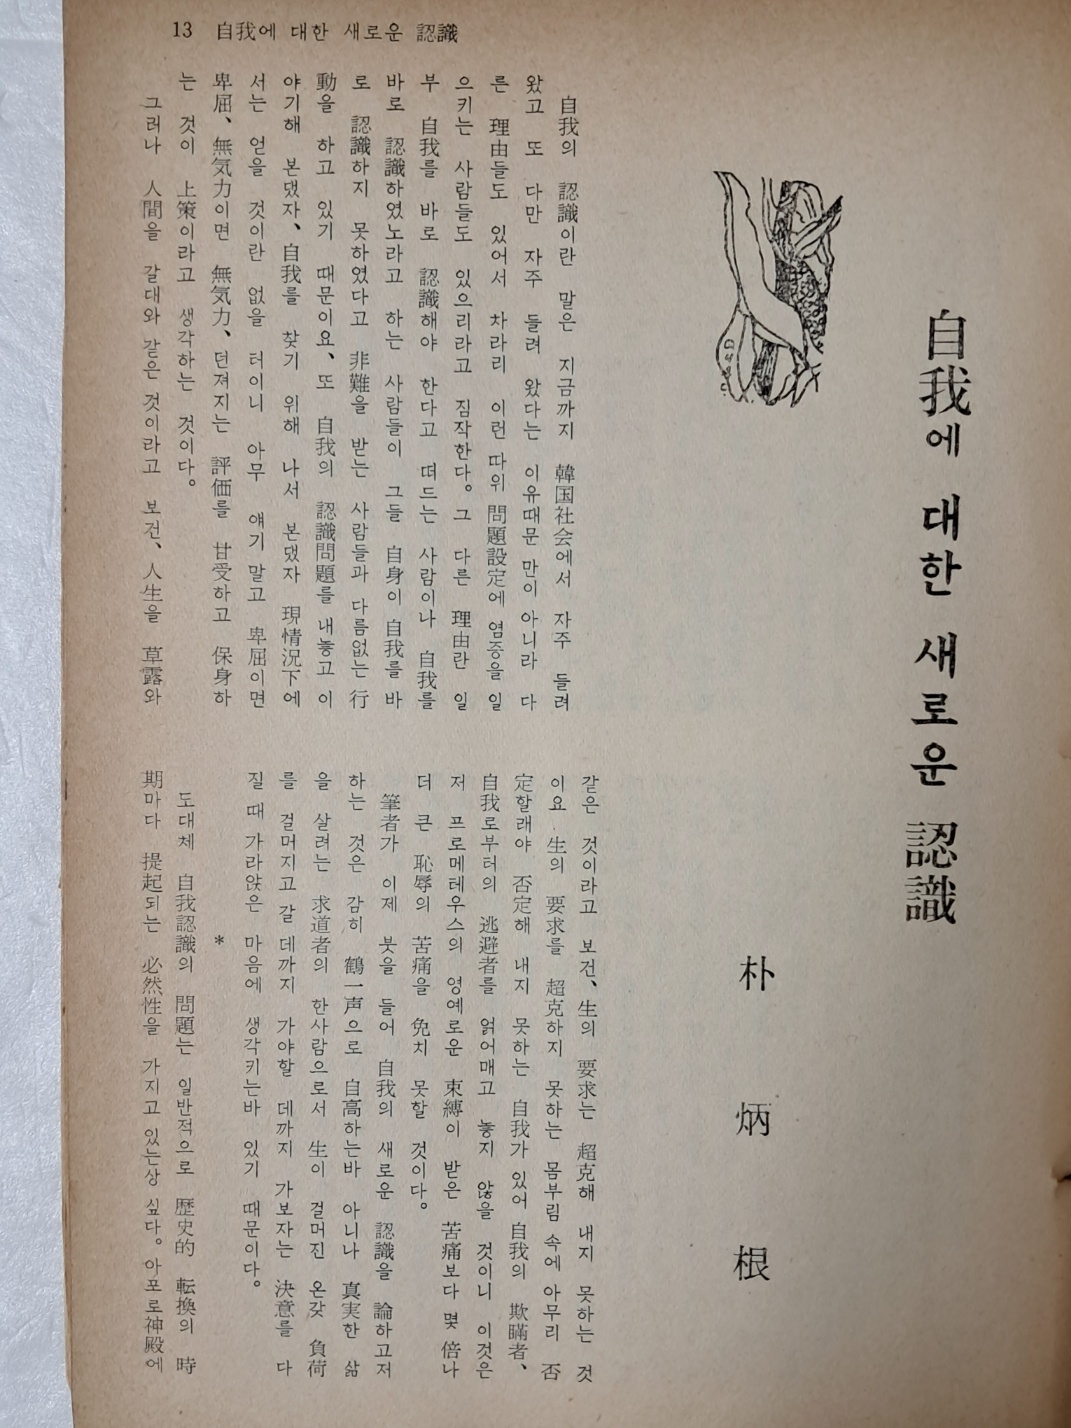 13 自我에 대한 새로운 認識
自我에 대한 새로운 認識
朴炳根
自我의 認識이란 말은 지금까지 韓国社会에서 자주 들려
왔고 또 다만 자주 들려 왔다는 이유때문 만이 아니라 다
른 理由들도 있어서 차라리 이런 따위 問題設定에 염증을 일
으키는 사람들도 있으리라고 짐작한다。그 다른 理由란 일
부 自我를 바로 認識해야 한다고 떠드는 사람이나 自我를
바로 認識하였노라고 하는 사람들이 그들 自身이 自我를 바
로 認識하지 못하였다고 非難을 받는 사람들과 다름없는 行
動을 하고 있기 때문이요、또 自我의 認識問題를 내놓고 이
야기해 본댔자、自我를 찾기 위해 나서 본댔자 現情況下에
서는 얻을 것이란 없을 터이니 아무 얘기 말고 卑屈이면
卑屈、無気力이면 無気力、던져지는 評価를 甘受하고 保身하
는 것이 上策이라고 생각하는 것이다。
그러나 人間을 갈대와 같은 것이라고 보건、人生을 草露와
같은 것이라고 보건、生의 要求는 超克해 내지 못하는 것
이요 生의 要求를 超克하지 못하는 몸부림 속에 아무리 否
定할래야 否定해 내지 못하는 自我가 있어 自我의 欺瞞者、
自我로부터의 逃避者를 얽어매고 놓지 않을 것이니 이것은
저 프로메테우스의 영예로운 束縛이 받은 苦痛보다 몇 倍나
더 큰 恥辱의 苦痛을 免치 못할 것이다。
筆者가 이제 붓을 들어 自我의 새로운 認識을 論하고저
하는 것은 감히 鶴一声으로 自高하는바 아니나 真実한 삶
을 살려는 求道者의 한사람으로서 生이 걸머진 온갖 負荷
를 걸머지고 갈 데까지 가야할 데까지 가보자는 決意를 다
질 때 가라앉은 마음에 생각키는바 있기 때문이다。
*
도대체 自我認識의 問題는 일반적으로 歴史的 転換의 時
期마다 提起되는 必然性을 가지고 있는상 싶다。아포로神殿에